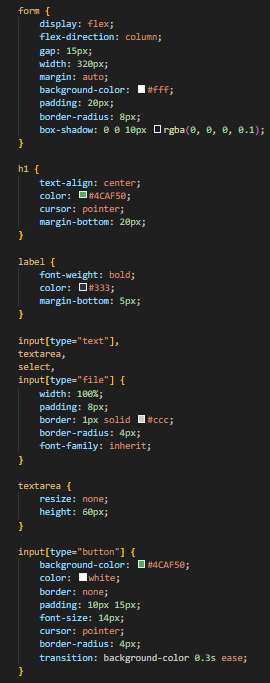 form {
display: flex;
flex-direction: column;
gap: 15px;
width: 320px;
margin: auto;
background-color: #fff;
padding: 20px;
border-radius: 8px;
box-shadow: 0 0 10px rgba(0, 0, 0, 0.1);
}
h1 {
text-align: center;
color: #4CAF50;
cursor: pointer;
margin-bottom: 20px;
}
label {
font-weight: bold;
color: #333;
margin-bottom: 5px;
}
input[type="text"],
textarea,
select,
input[type="file"] {
width: 100%;
padding: 8px;
border: 1px solid #ccc;
border-radius: 4px;
font-family: inherit;
}
textarea {
resize: none;
height: 60px;
}
input[type="button"] {
background-color: #4CAF50;
color: white;
border: none;
padding: 10px 15px;
font-size: 14px;
cursor: pointer;
border-radius: 4px;
transition: background-color 0.3s ease;
}